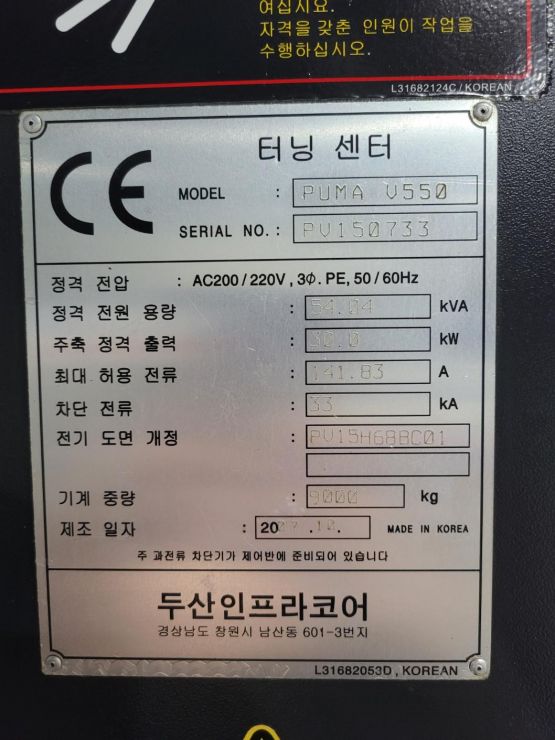 여십시요.
자격을 갖춘 인원이 작업을
수행하십시오.
L31682124C / KOREAN
CE
터닝 센터
MODEL : PUMA V550
SERIAL NO. : PV150733
정격 전압 : AC200 / 220V , 3Φ. PE, 50 / 60Hz
정격 전원 용량 : 54.04 kVA
주축 정격 출력 : 30.0 kW
최대 허용 전류 : 141.83 A
차단 전류 : 33 kA
전기 도면 개정 : PV15H68BC01
기계 중량 : 9000 kg
제조 일자 : 2007 .10. MADE IN KOREA
주 과전류 차단기가 제어반에 준비되어 있습니다
두산인프라코어
경상남도 창원시 남산동 601-3번지
L31682053D , KOREAN